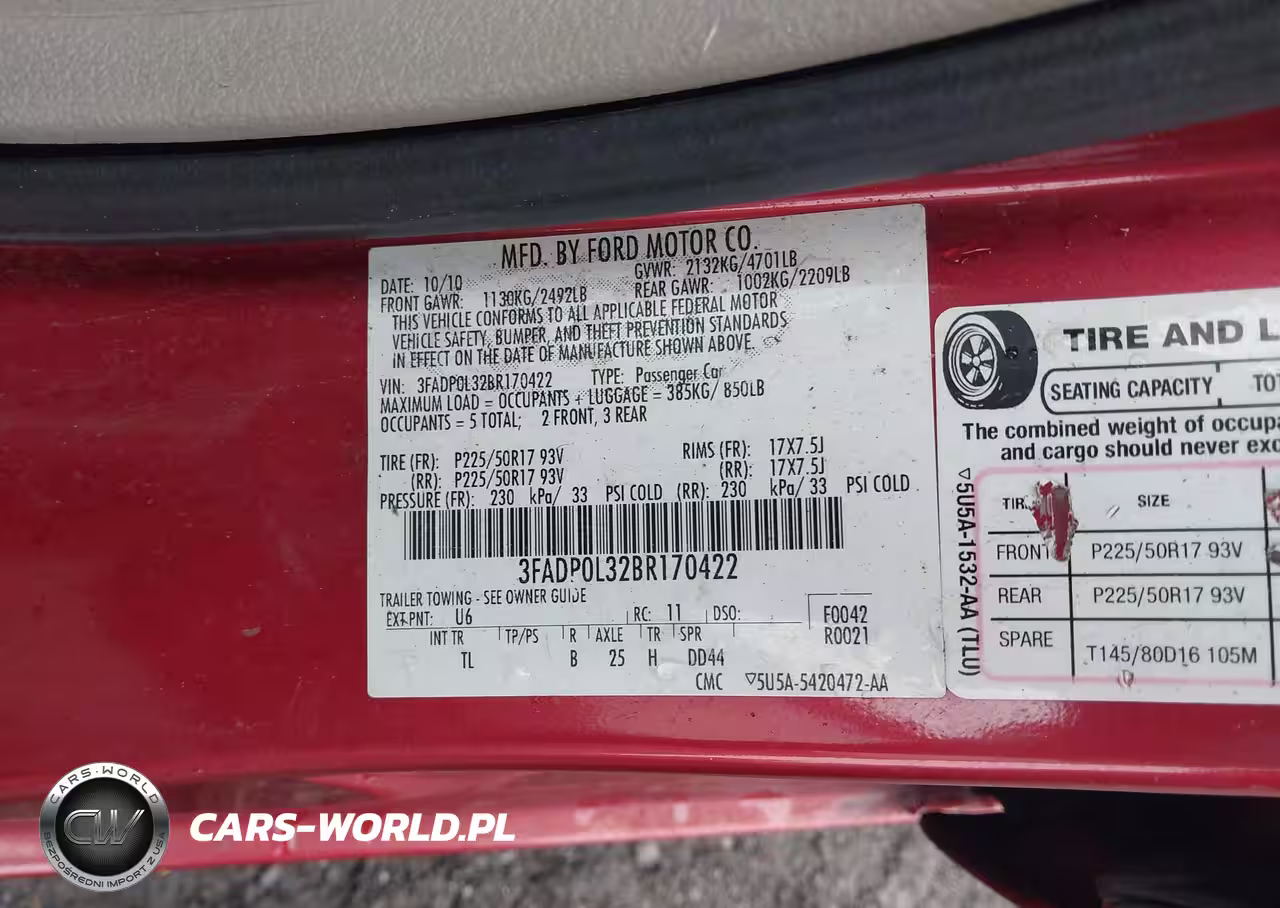 MFD. BY FORD MOTOR CO.
DATE: 10/10 GVWR: 2132KG/4701LB
FRONT GAWR: 1130KG/2492LB REAR GAWR: 1002KG/2209LB
THIS VEHICLE CONFORMS TO ALL APPLICABLE FEDERAL MOTOR
VEHICLE SAFETY, BUMPER, AND THEFT PREVENTION STANDARDS
IN EFFECT ON THE DATE OF MANUFACTURE SHOWN ABOVE.
VIN: 3FADP0L32BR170422 TYPE: Passenger Car
MAXIMUM LOAD = OCCUPANTS + LUGGAGE = 385KG/ 850LB
OCCUPANTS = 5 TOTAL; 2 FRONT, 3 REAR
TIRE (FR): P225/50R17 93V RIMS (FR): 17X7.5J
(RR): P225/50R17 93V (RR): 17X7.5J
PRESSURE (FR): 230 kPa/ 33 PSI COLD (RR): 230 kPa/ 33 PSI COLD
3FADP0L32BR170422
TRAILER TOWING - SEE OWNER GUIDE
EXT PNT: U6 RC: 11 DSO: F0042
R0021
INT TR TP/PS R AXLE TR SPR
TL B 25 H DD44
CMC ▽5U5A-5420472-AA
TIRE AND L
SEATING CAPACITY TOT
The combined weight of occupa
and cargo should never exc
▽5U5A-1532-AA (TLU)
TIR SIZE
FRONT P225/50R17 93V
REAR P225/50R17 93V
SPARE T145/80D16 105M
CARS-WORLD
CW
BEZPOŚREDNI IMPORT Z USA
CARS-WORLD.PL